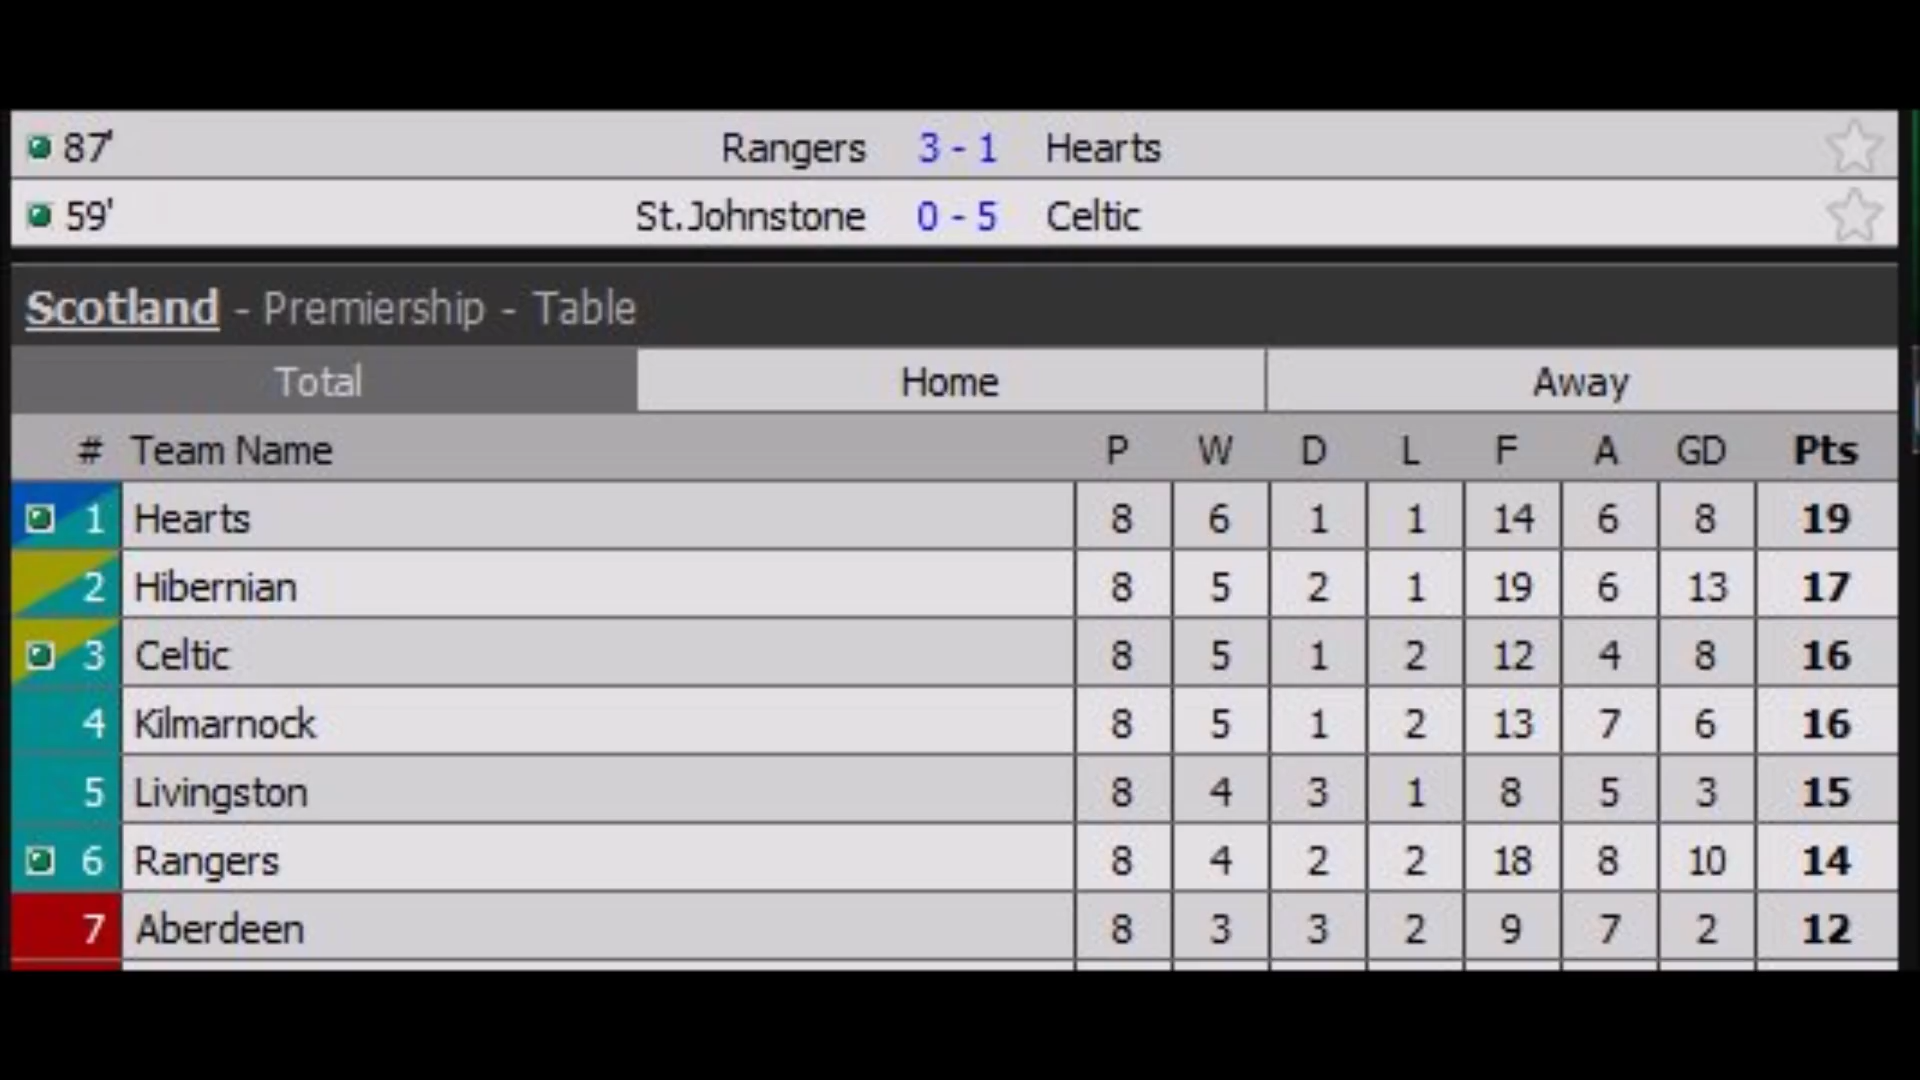 87' Rangers 3 - 1 Hearts
59' St.Johnstone 0 - 5 Celtic
Scotland - Premiership - Table
Total Home Away
# Team Name P W D L F A GD Pts
1 Hearts 8 6 1 1 14 6 8 19
2 Hibernian 8 5 2 1 19 6 13 17
3 Celtic 8 5 1 2 12 4 8 16
4 Kilmarnock 8 5 1 2 13 7 6 16
5 Livingston 8 4 3 1 8 5 3 15
6 Rangers 8 4 2 2 18 8 10 14
7 Aberdeen 8 3 3 2 9 7 2 12